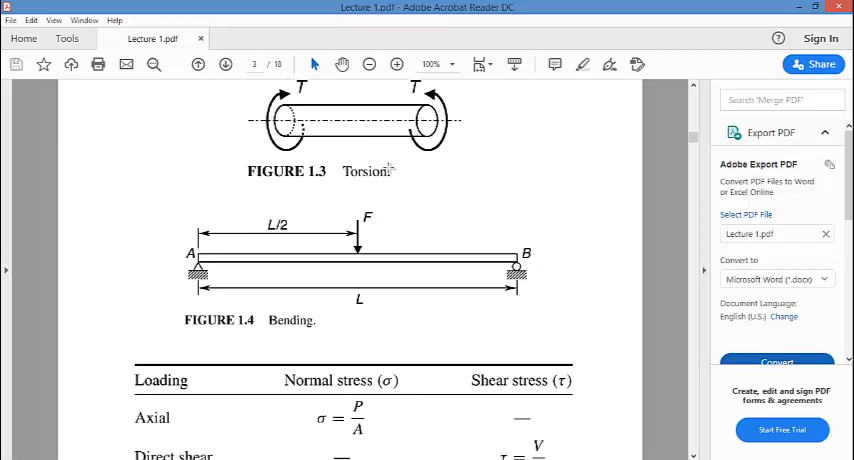 Lecture 1.pdf - Adobe Acrobat Reader DC
File Edit View Window Help
Home Tools Lecture 1.pdf × Sign In
3 / 18 100% Share
T T
FIGURE 1.3 Torsion.
L/2 F
A B
L
FIGURE 1.4 Bending.
Loading Normal stress (σ) Shear stress (τ)
Axial σ = P/A —
Direct shear — τ = V
Search 'Merge PDF'
Export PDF
Adobe Export PDF
Convert PDF Files to Word
or Excel Online
Select PDF File
Lecture 1.pdf
Convert to
Microsoft Word (*.docx)
Document Language:
English (U.S.) Change
Convert
Create, edit and sign PDF
forms & agreements
Start Free Trial